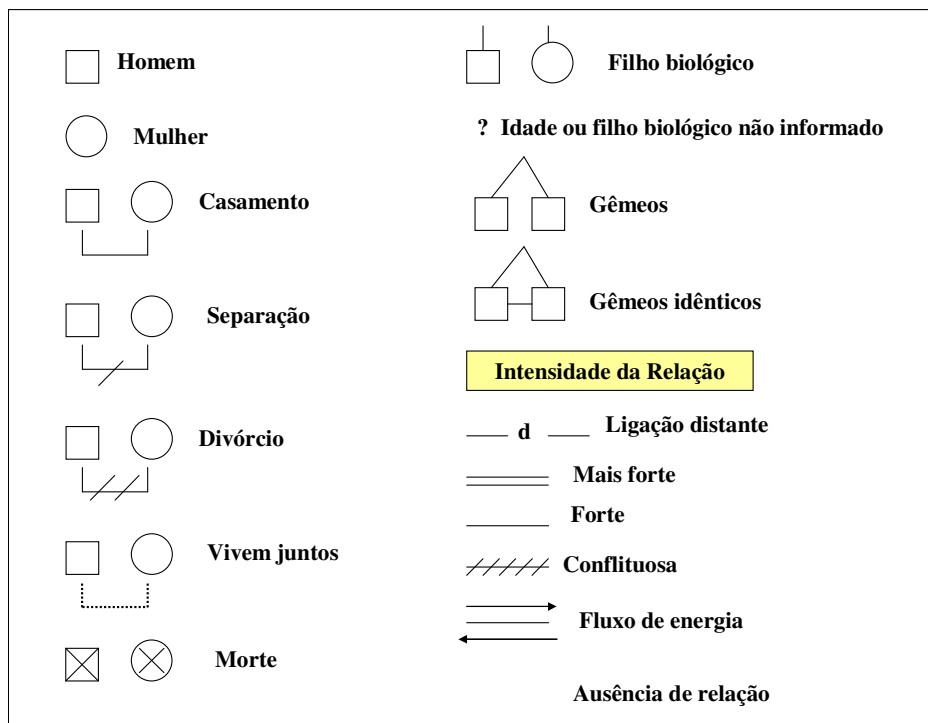 Homem
Mulher
Casamento
Separação
Divórcio
Vivem juntos
Morte
Filho biológico
? Idade ou filho biológico não informado
Gêmeos
Gêmeos idênticos
Intensidade da Relação
d Ligação distante
Mais forte
Forte
Conflituosa
Fluxo de energia
Ausência de relação